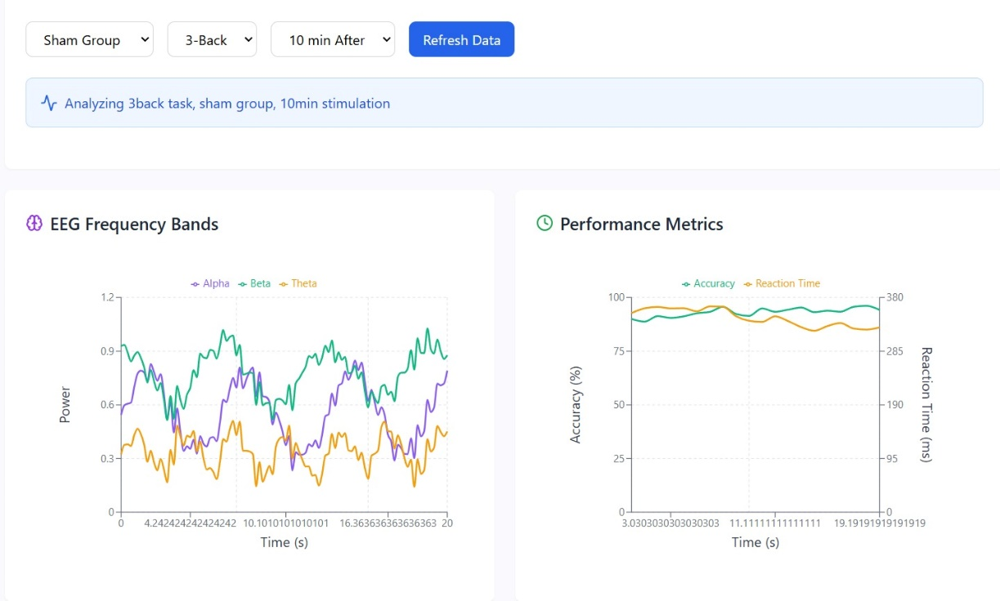 Sham Group 3-Back 10 min After Refresh Data
Analyzing 3back task, sham group, 10min stimulation
EEG Frequency Bands
Alpha Beta Theta
1.2
0.9
0.6
0.3
0
Power
0 4.242424242424242 10.1010101010101 16.363636363636363 20
Time (s)
Performance Metrics
Accuracy Reaction Time
100
75
50
25
0
Accuracy (%)
380
285
190
95
0
Reaction Time (ms)
3.0303030303030303 11.11111111111111 19.19191919191919
Time (s)